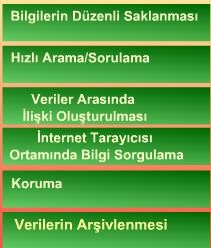 Bilgilerin Düzenli Saklanması
Hızlı Arama/Sorulama
Veriler Arasında
İlişki Oluşturulması
İnternet Tarayıcısı
Ortamında Bilgi Sorgulama
Koruma
Verilerin Arşivlenmesi